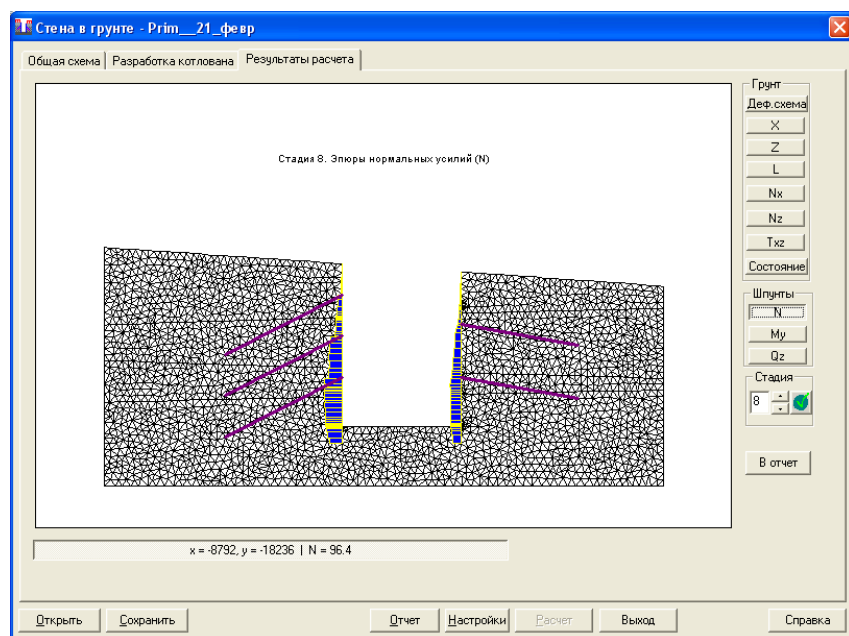 Стена в грунте - Prim__21_февр
Общая схема
Разработка котлована
Результаты расчета
Стадия 8. Эпюры нормальных усилий (N)
Грунт
Деф.схема
X
Z
L
Nx
Nz
Txz
Состояние
Шпунты
N
My
Qz
Стадия
8
В отчет
x = -8792, y = -18236 | N = 96.4
Открыть
Сохранить
Отчет
Настройки
Расчет
Выход
Справка